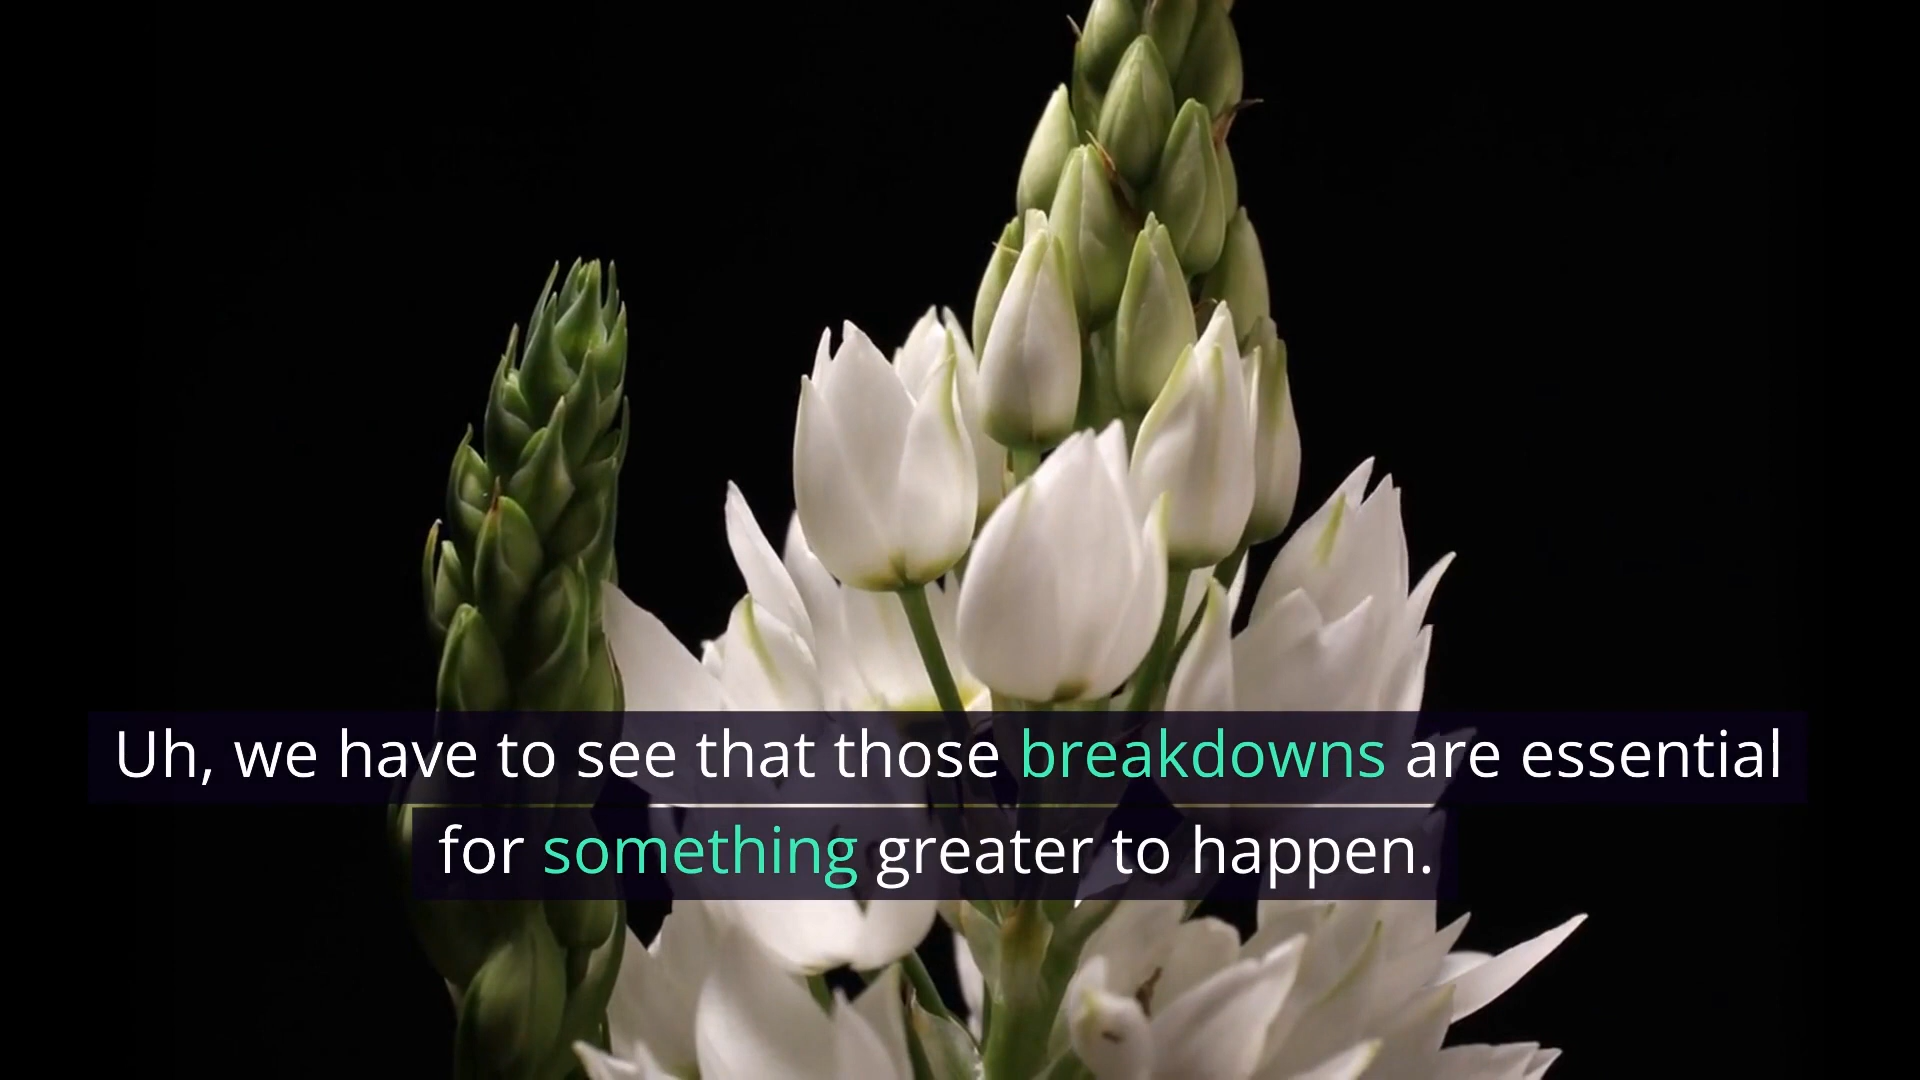 Uh, we have to see that those breakdowns are essential
for something greater to happen.